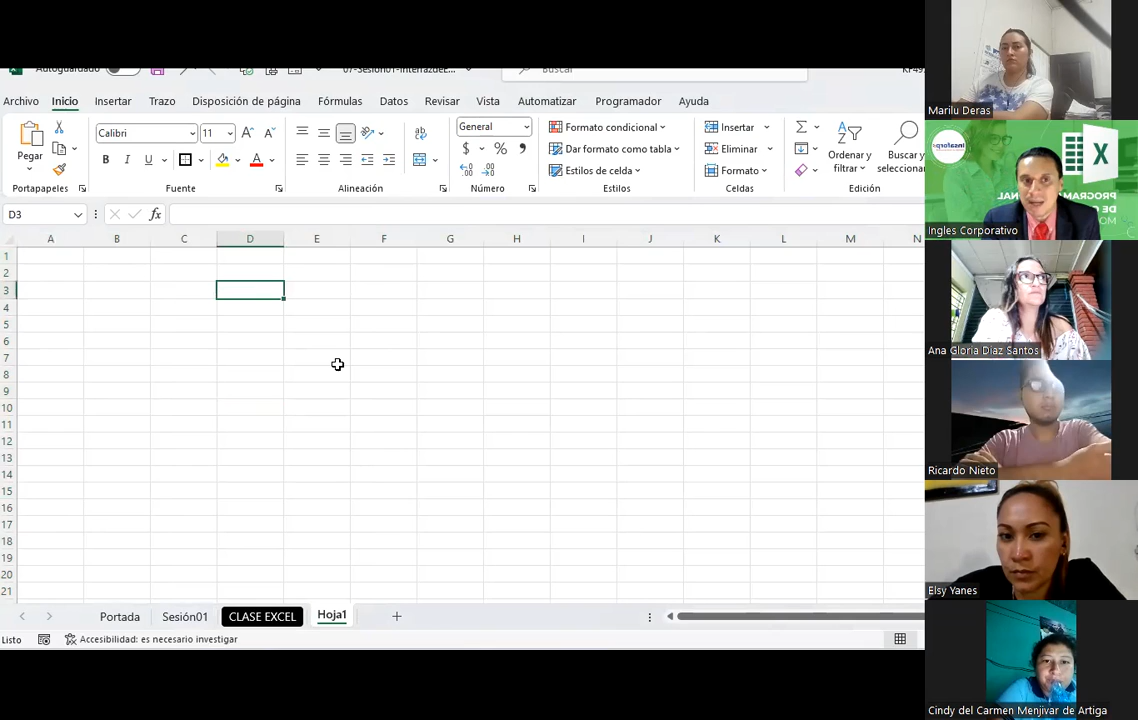 Autoguardado
07-Sesión01-InterfazdeE...
Buscar
Archivo Inicio Insertar Trazo Disposición de página Fórmulas Datos Revisar Vista Automatizar Programador Ayuda
Pegar
Calibri 11
General
Formato condicional
Dar formato como tabla
Estilos de celda
Insertar
Eliminar
Formato
Ordenar y filtrar
Buscar y seleccionar
Portapapeles Fuente Alineación Número Estilos Celdas Edición
D3 fx
A B C D E F G H I J K L M N
1
2
3
4
5
6
7
8
9
10
11
12
13
14
15
16
17
18
19
20
21
Portada Sesión01 CLASE EXCEL Hoja1
Listo Accesibilidad: es necesario investigar
Marilu Deras
Ingles Corporativo
Ana Gloria Diaz Santos
Ricardo Nieto
Elsy Yanes
Cindy del Carmen Menjivar de Artiga